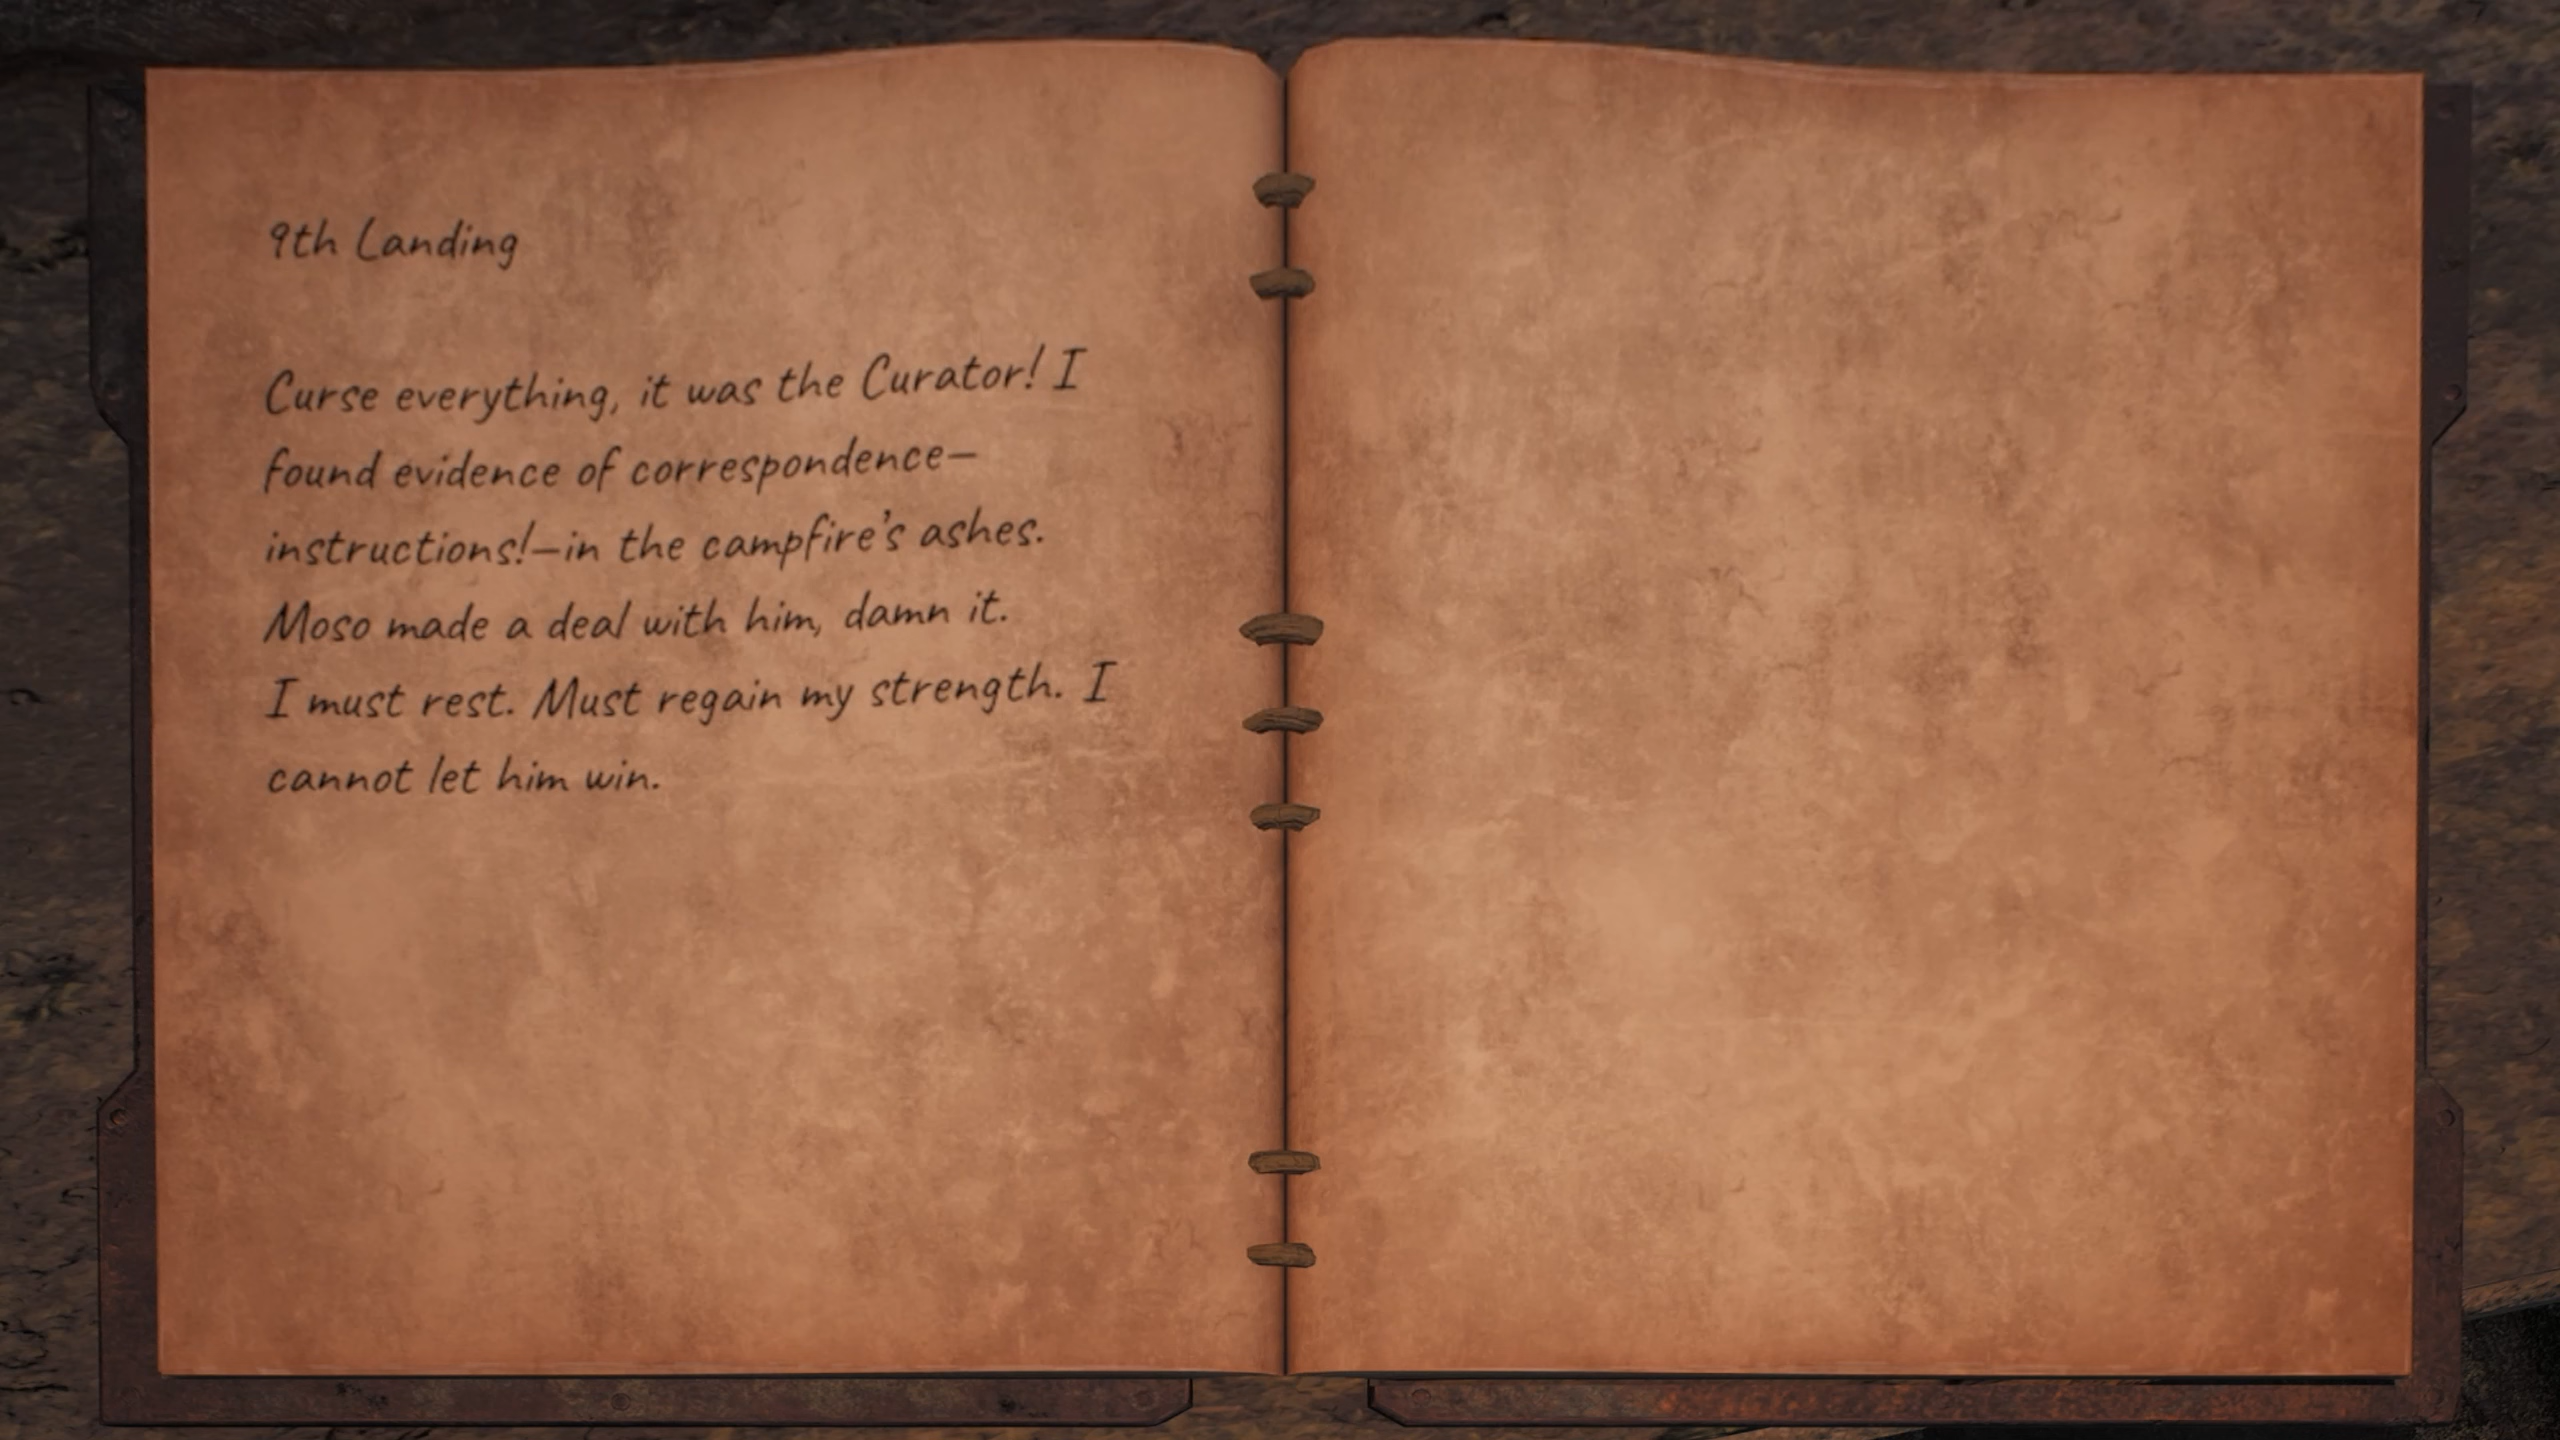 9th Landing
Curse everything, it was the Curator! I
found evidence of correspondence—
instructions!—in the campfire's ashes.
Moso made a deal with him, damn it.
I must rest. Must regain my strength. I
cannot let him win.